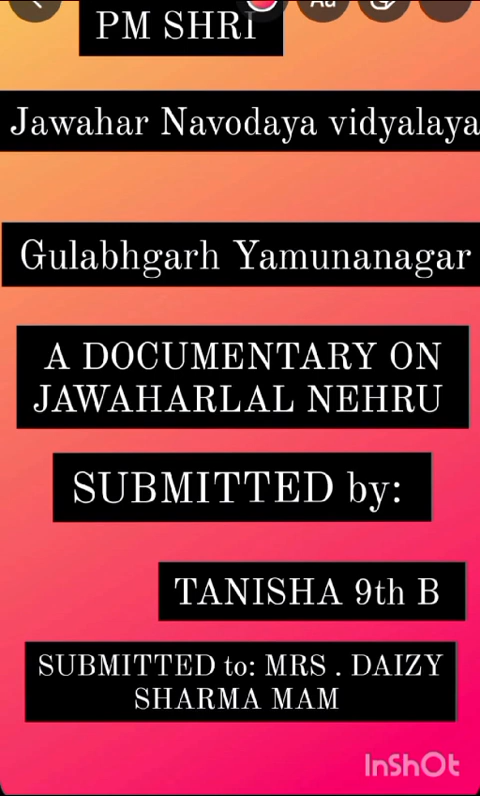 Aa
PM SHRI
Jawahar Navodaya vidyalaya
Gulabhgarh Yamunanagar
A DOCUMENTARY ON
JAWAHARLAL NEHRU
SUBMITTED by:
TANISHA 9th B
SUBMITTED to: MRS . DAIZY
SHARMA MAM
InShOt